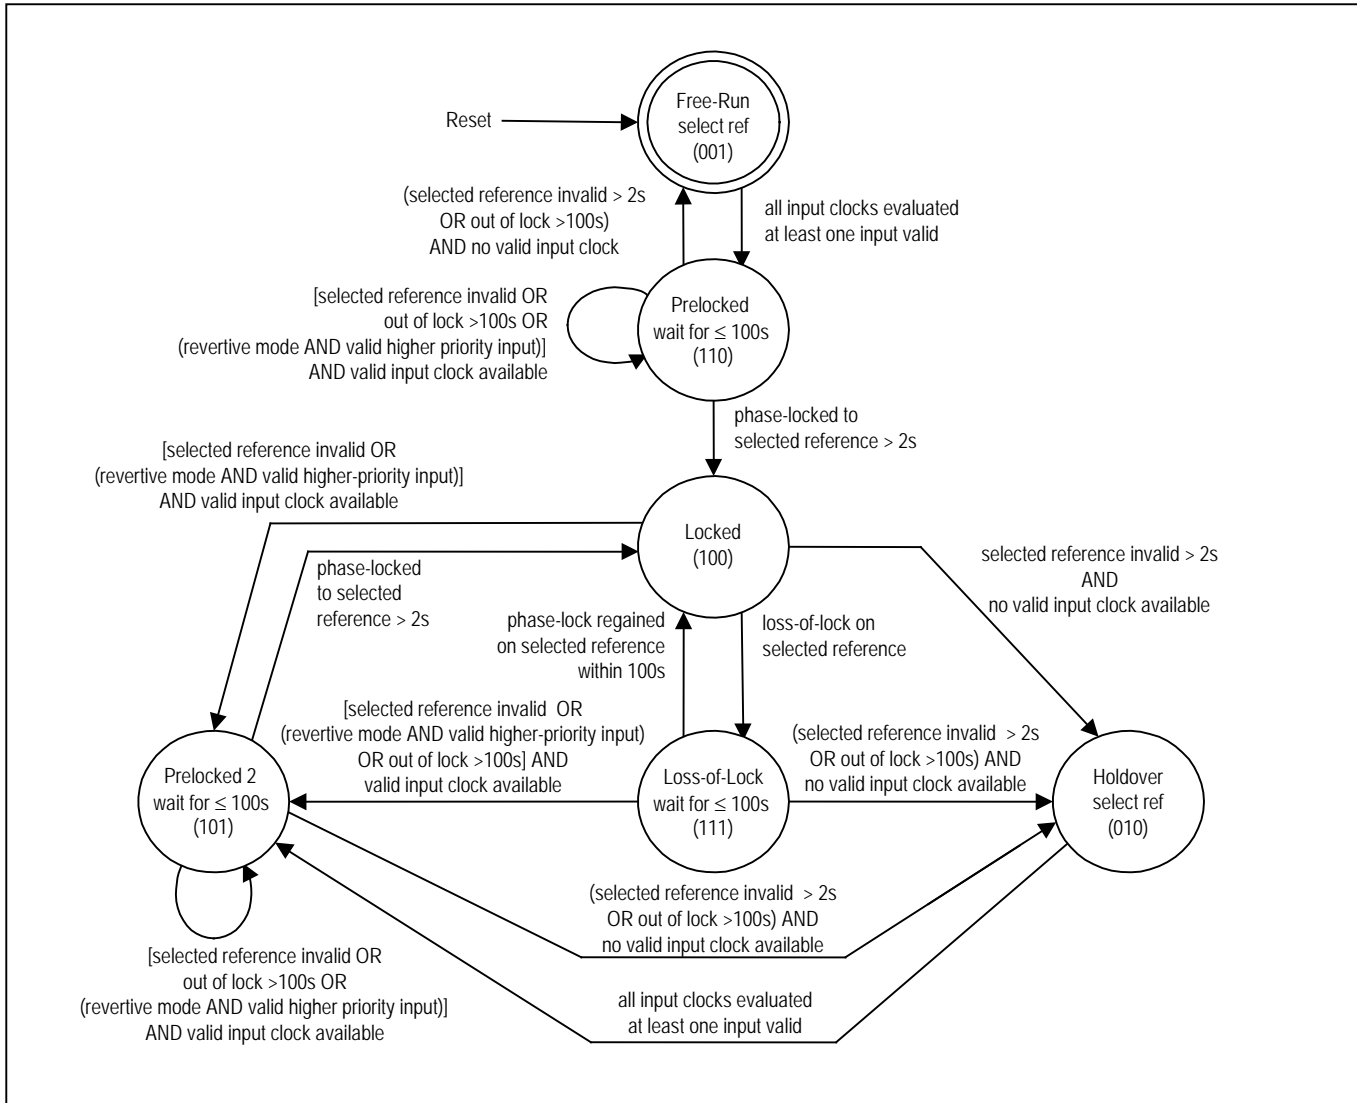 Free-Run
select ref
(001)
Reset
(selected reference invalid > 2s
OR out of lock >100s)
AND no valid input clock
all input clocks evaluated
at least one input valid
[selected reference invalid OR
out of lock >100s OR
(revertive mode AND valid higher priority input)]
AND valid input clock available
Prelocked
wait for ≤ 100s
(110)
phase-locked to
selected reference > 2s
[selected reference invalid OR
(revertive mode AND valid higher-priority input)]
AND valid input clock available
Locked
(100)
phase-locked
to selected
reference > 2s
selected reference invalid > 2s
AND
no valid input clock available
phase-lock regained
on selected reference
within 100s
loss-of-lock on
selected reference
[selected reference invalid OR
(revertive mode AND valid higher-priority input)
OR out of lock >100s] AND
valid input clock available
(selected reference invalid > 2s
OR out of lock >100s) AND
no valid input clock available
Prelocked 2
wait for ≤ 100s
(101)
Loss-of-Lock
wait for ≤ 100s
(111)
Holdover
select ref
(010)
(selected reference invalid > 2s
OR out of lock >100s) AND
no valid input clock available
[selected reference invalid OR
out of lock >100s OR
(revertive mode AND valid higher priority input)]
AND valid input clock available
all input clocks evaluated
at least one input valid